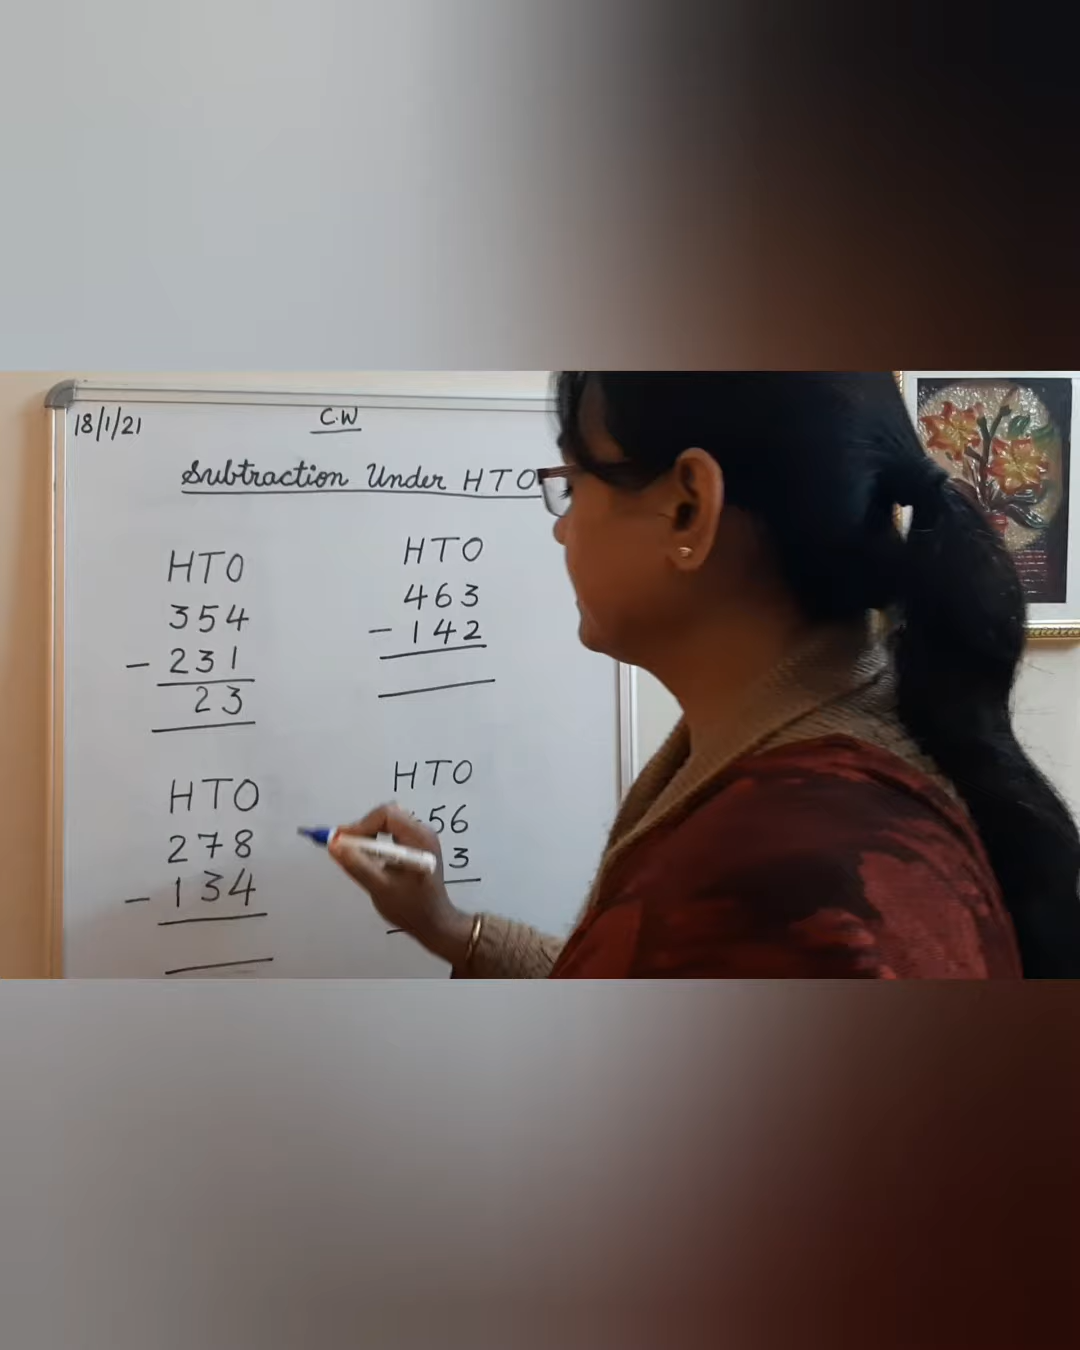 18/1/21
C.W
Subtraction Under HTO
HTO
354
- 231
23
HTO
463
- 142
HTO
278
- 134
HTO
56
3